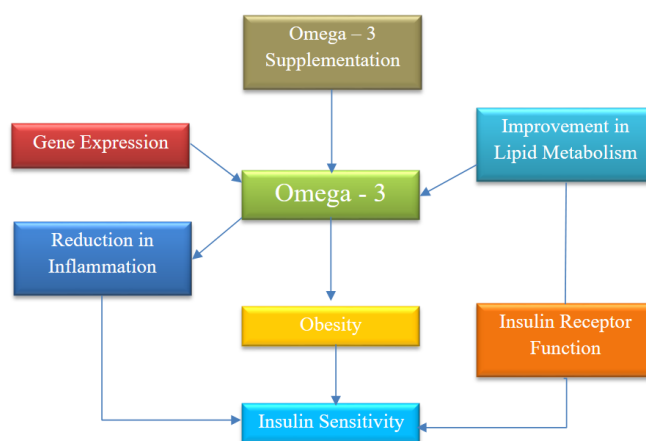 Omega – 3
Supplementation
Gene Expression
Improvement in
Lipid Metabolism
Omega - 3
Reduction in
Inflammation
Obesity
Insulin Receptor
Function
Insulin Sensitivity